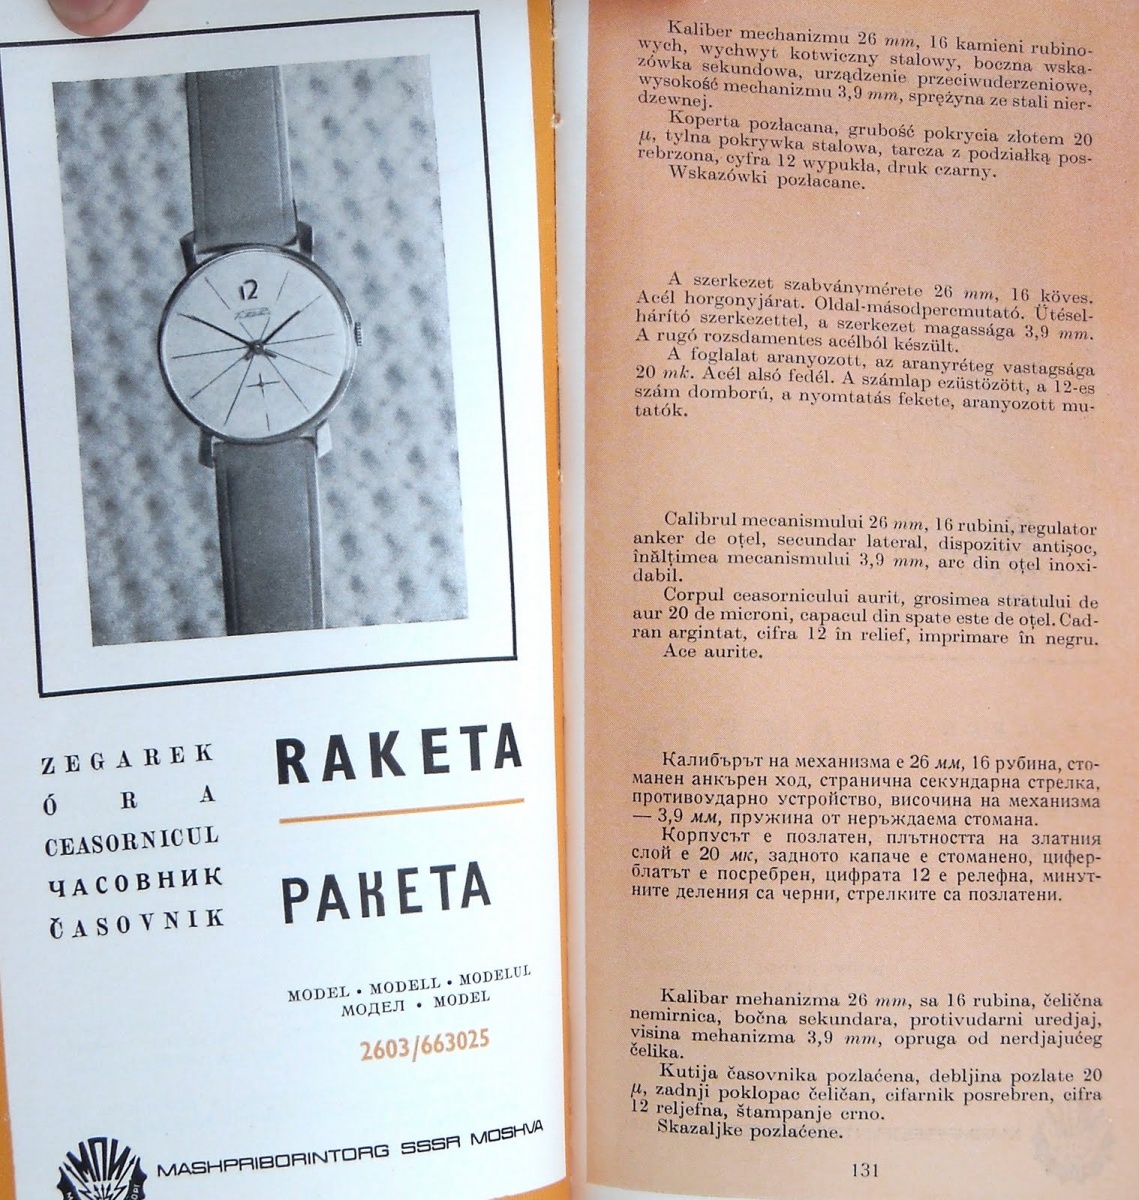 12
ZEGAREK
ÓRA
CEASORNICUL
ЧАСОВНИК
ČASOVNIK
RAKETA
РАКЕТА
MODEL • MODELL • MODELUL
МОДЕЛ • MODEL
2603/663025
МПИ
MASHPRIBORINTORG SSSR MOSHVA
Kaliber mechanizmu 26 mm, 16 kamieni rubino-
wych, wychwyt kotwiczny stalowy, boczna wska-
zówka sekundowa, urządzenie przeciwuderzeniowe,
wysokość mechanizmu 3,9 mm, sprężyna ze stali nier-
dzewnej.
Koperta pozłacana, grubość pokrycia złotem 20
μ, tylna pokrywka stalowa, tarcza z podziałką pos-
rebrzona, cyfra 12 wypukła, druk czarny.
Wskazówki pozłacane.
A szerkezet szabványmérete 26 mm, 16 köves.
Acél horgonyjárat. Oldal-másodpercmutató. Ütésel-
hárító szerkezettel, a szerkezet magassága 3,9 mm.
A rugó rozsdamentes acélból készült.
A foglalat aranyozott, az aranyréteg vastagsága
20 mk. Acél alsó fedél. A számlap ezüstözött, a 12-es
szám domború, a nyomtatás fekete, aranyozott mu-
tatók.
Calibrul mecanismului 26 mm, 16 rubini, regulator
anker de oțel, secundar lateral, dispozitiv antișoc,
înălțimea mecanismului 3,9 mm, arc din oțel inoxi-
dabil.
Corpul ceasornicului aurit, grosimea stratului de
aur 20 de microni, capacul din spate este de oțel. Cad-
ran argintat, cifra 12 în relief, imprimare în negru.
Ace aurite.
Калибърът на механизма е 26 мм, 16 рубина, сто-
манен анкърен ход, странична секундарна стрелка,
противоударно устройство, височина на механизма
— 3,9 мм, пружина от неръждаема стомана.
Корпусът е позлатен, плътността на златния
слой е 20 мк, задното капаче е стоманено, цифер-
блатът е посребрен, цифрата 12 е релефна, минут-
ните деления са черни, стрелките са позлатени.
Kalibar mehanizma 26 mm, sa 16 rubina, čelična
nemirnica, bočna sekundara, protivudarni uredjaj,
visina mehanizma 3,9 mm, opruga od nerdjajućeg
čelika.
Kutija časovnika pozlaćena, debljina pozlate 20
μ, zadnji poklopac čeličan, cifarnik posrebren, cifra
12 reljefna, štampanje crno.
Skazaljke pozlaćene.
131